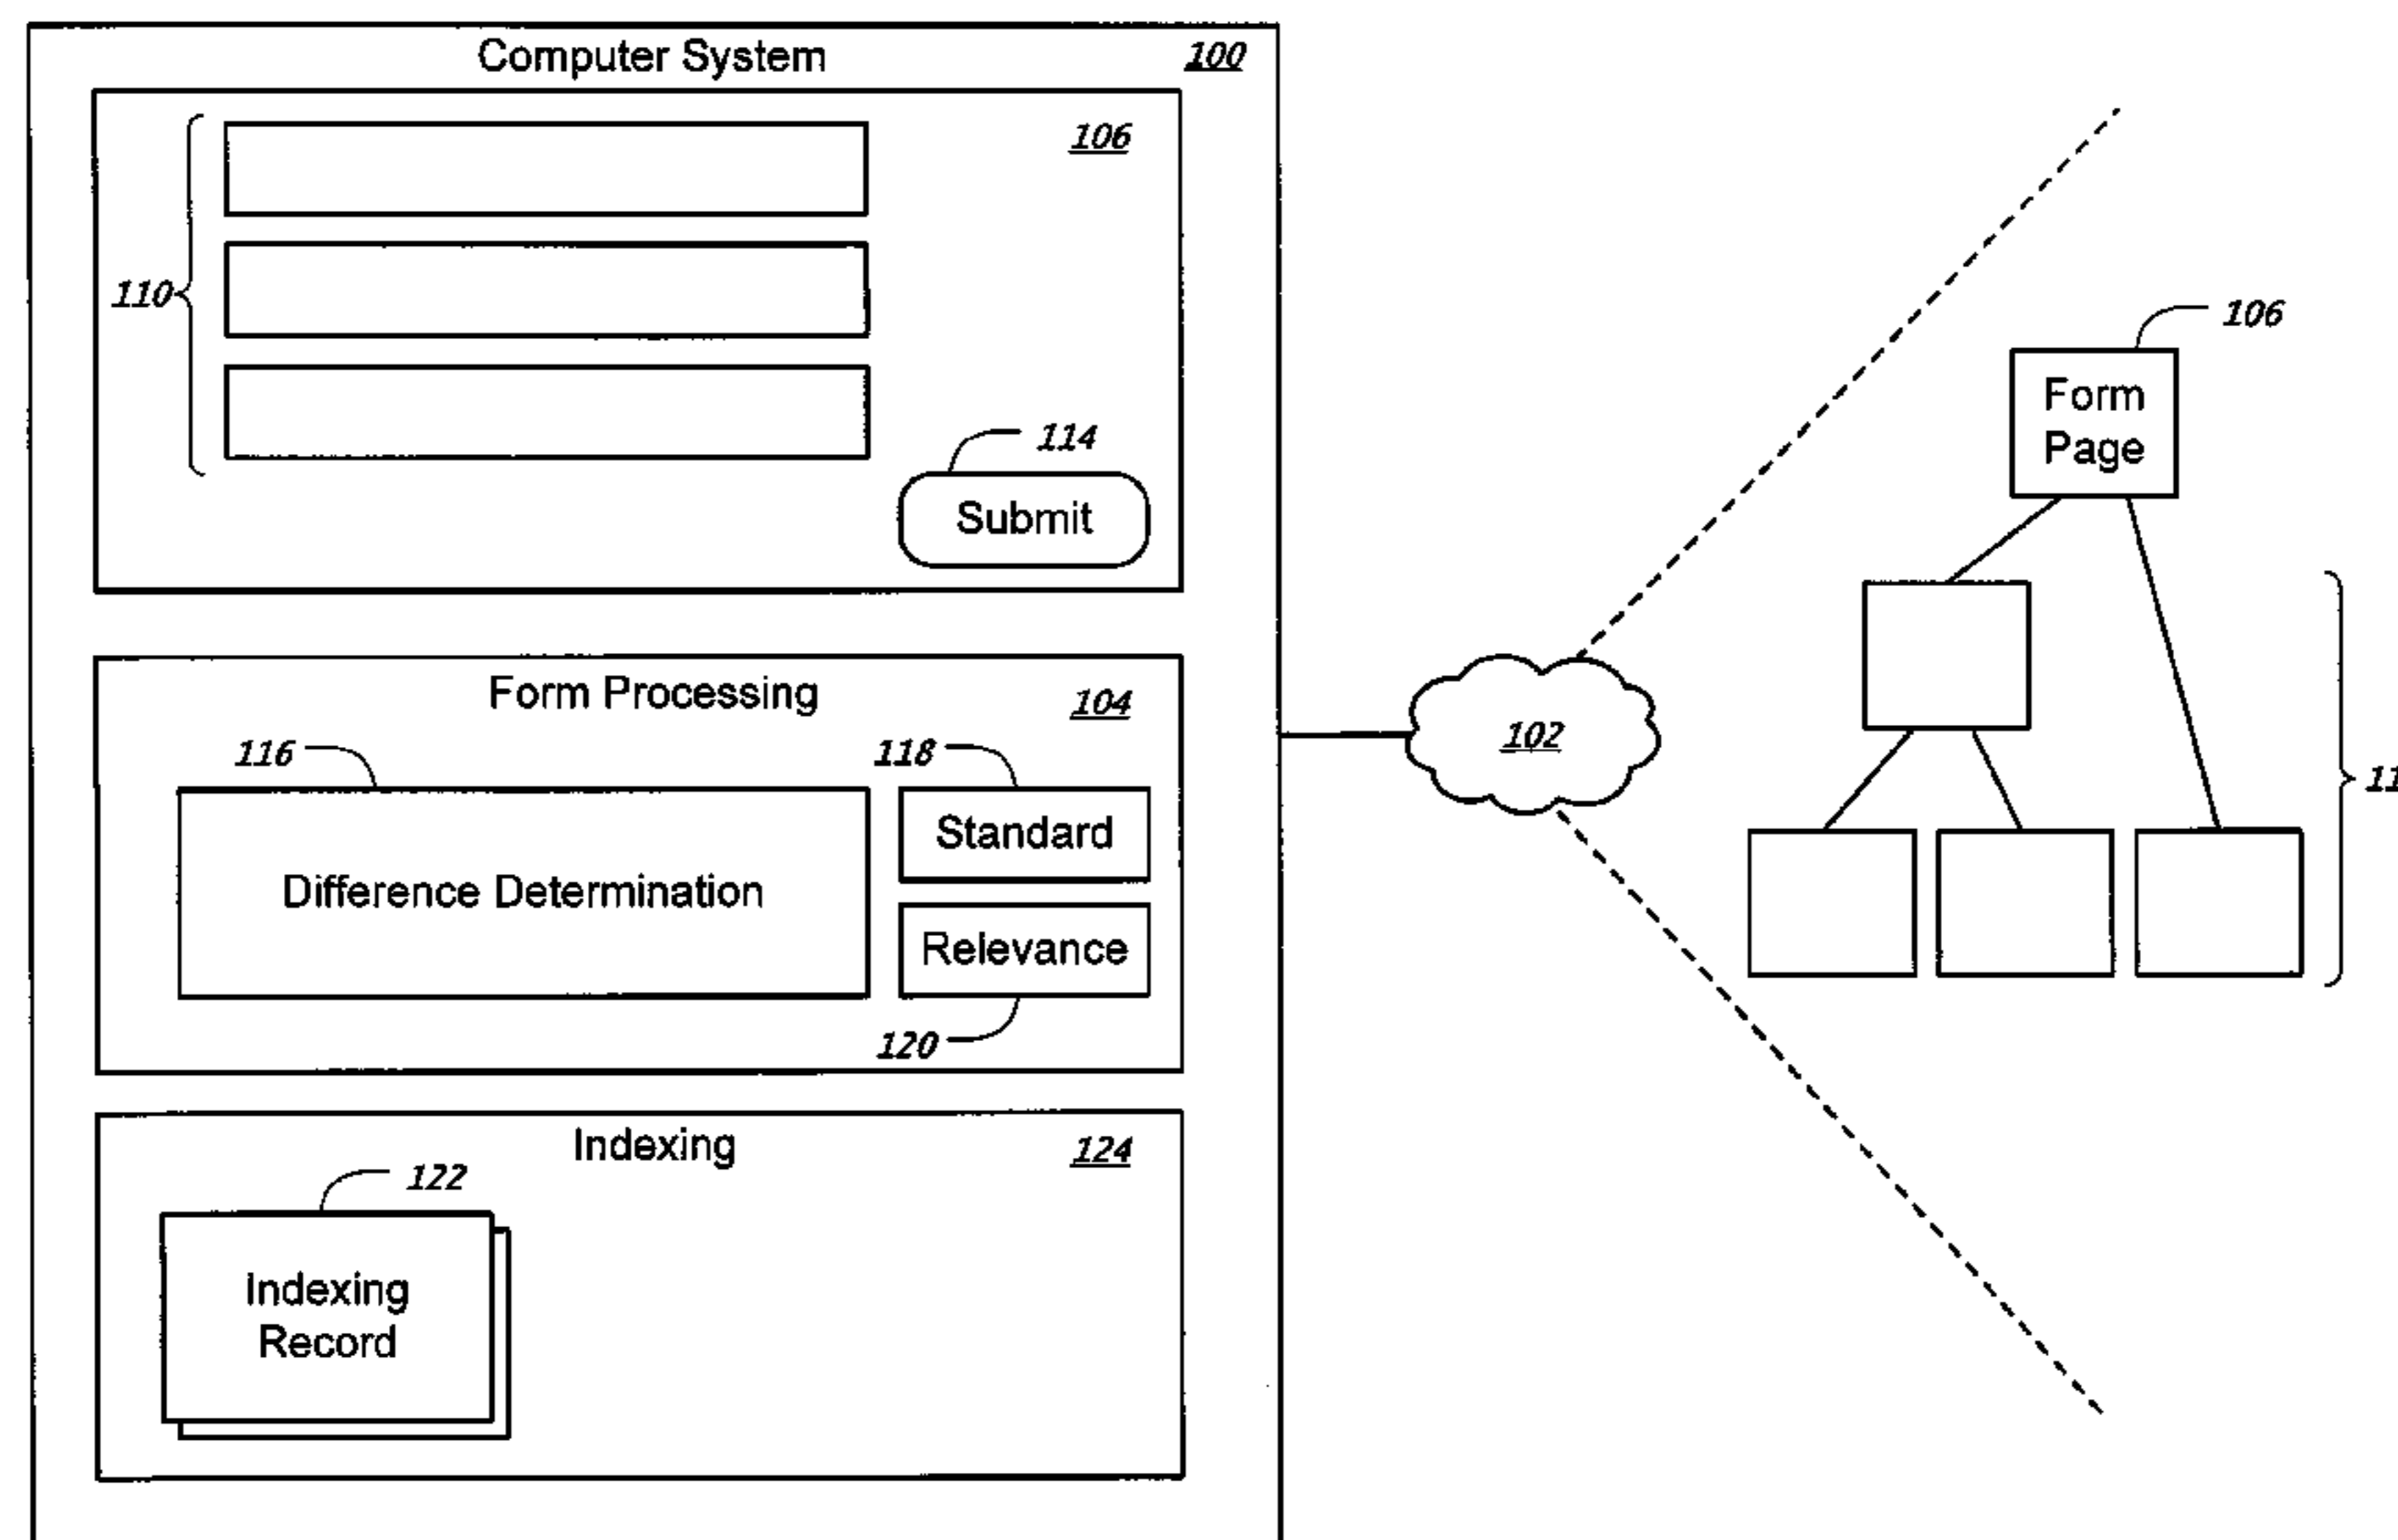 Computer System 100
106
110
114
Submit
Form Processing 104
116
118
Standard
Difference Determination
Relevance
120
Indexing 124
122
Indexing
Record
102
106
Form
Page